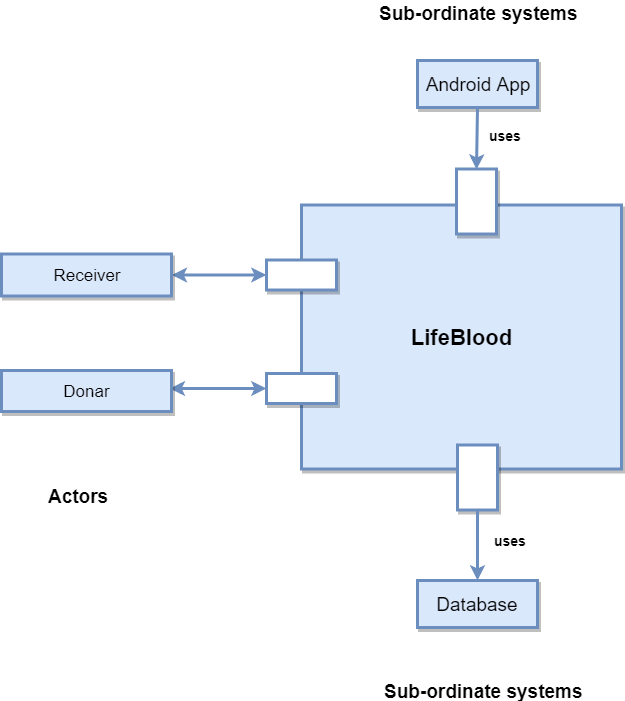 Sub-ordinate systems
Android App
uses
Receiver
LifeBlood
Donar
Actors
uses
Database
Sub-ordinate systems